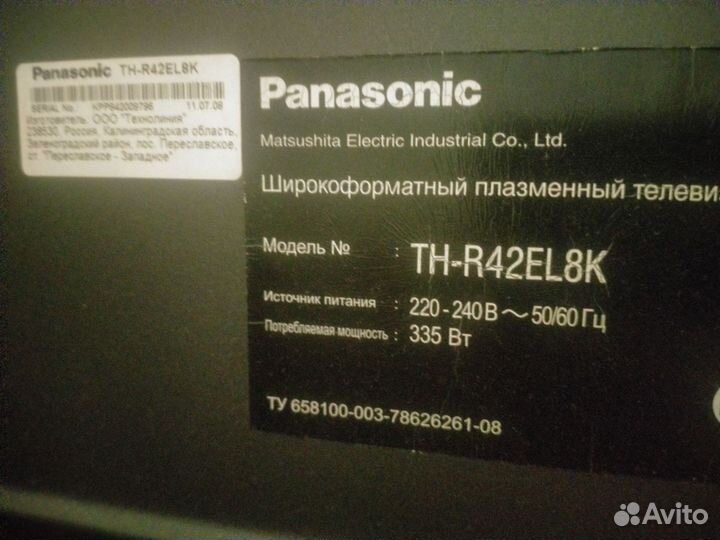 Panasonic TH-R42EL8K
SERIAL No.: KPP842009796 11.07.08
Изготовитель: ООО "Технолиния"
238530, Россия, Калининградская область,
Зеленоградский район, пос. Переславское,
ст. "Переславское - Западное"
Panasonic
Matsushita Electric Industrial Co., Ltd.
Широкоформатный плазменный телеви
Модель № : TH-R42EL8K
Источник питания : 220 - 240 В ~ 50/60 Гц
Потребляемая мощность : 335 Вт
ТУ 658100-003-78626261-08
Avito